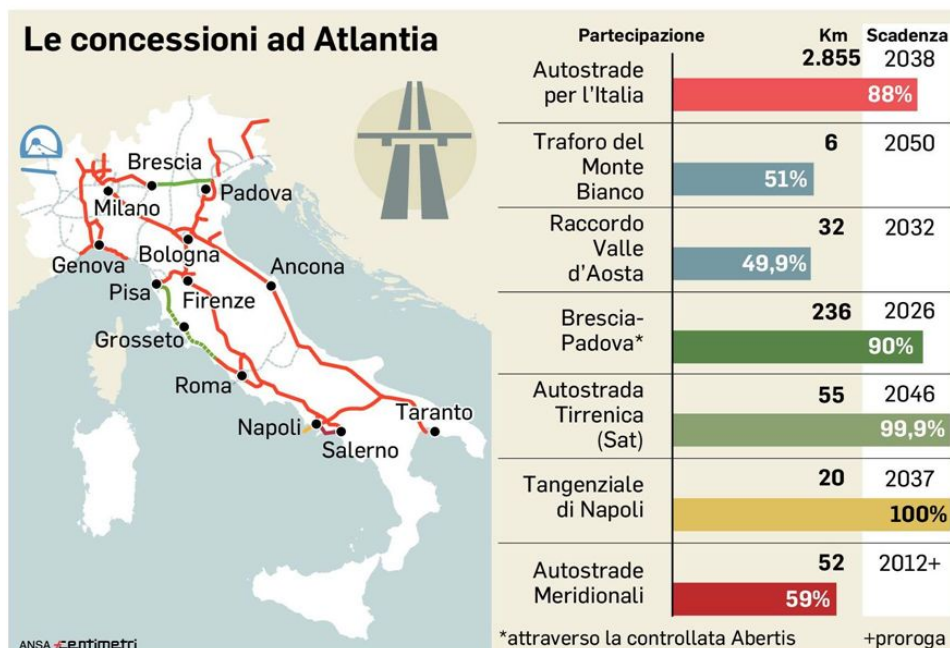 Le concessioni ad Atlantia
Brescia
Padova
Milano
Bologna
Genova
Ancona
Pisa
Firenze
Grosseto
Roma
Napoli
Taranto
Salerno
Partecipazione Km Scadenza
Autostrade
per l'Italia
2.855 2038
88%
Traforo del
Monte
Bianco
6 2050
51%
Raccordo
Valle
d'Aosta
32 2032
49,9%
Brescia-
Padova*
236 2026
90%
Autostrada
Tirrenica
(Sat)
55 2046
99,9%
Tangenziale
di Napoli
20 2037
100%
Autostrade
Meridionali
52 2012+
59%
*attraverso la controllata Abertis +proroga
ANSA centimetri